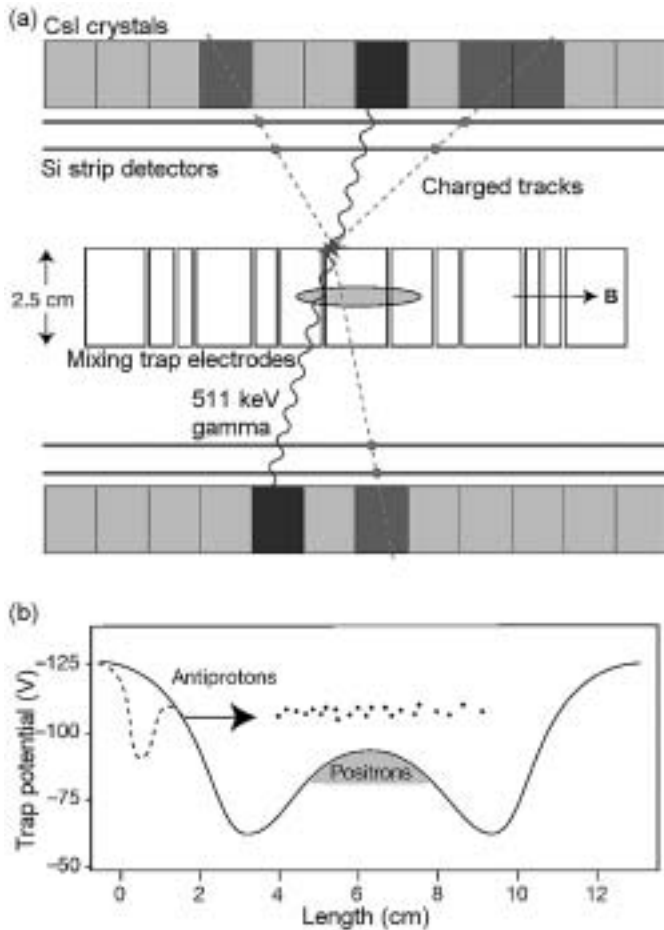 (a)
CsI crystals
Si strip detectors
Charged tracks
2.5 cm
B
Mixing trap electrodes
511 keV
gamma
(b)
Trap potential (V)
-125
-100
-75
-50
Antiprotons
Positrons
0 2 4 6 8 10 12
Length (cm)